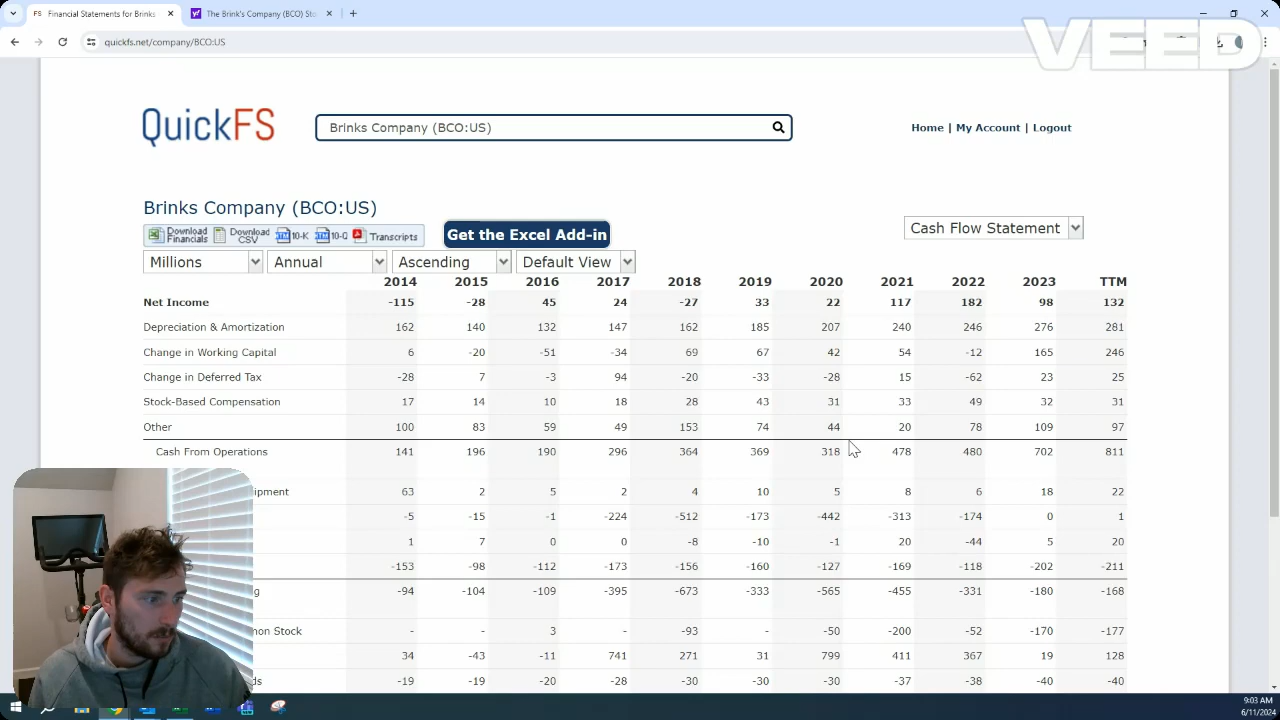 Financial Statements for Brinks
The Brink's Company (BCO) Sto
quickfs.net/company/BCO:US
VEED
QuickFS
Brinks Company (BCO:US)
Home | My Account | Logout
Brinks Company (BCO:US)
Download Financials
Download CSV
10-K
10-Q
Transcripts
Get the Excel Add-in
Cash Flow Statement
Millions Annual Ascending Default View
2014 2015 2016 2017 2018 2019 2020 2021 2022 2023 TTM
Net Income -115 -28 45 24 -27 33 22 117 182 98 132
Depreciation & Amortization 162 140 132 147 162 185 207 240 246 276 281
Change in Working Capital 6 -20 -51 -34 69 67 42 54 -12 165 246
Change in Deferred Tax -28 7 -3 94 -20 -33 -28 15 -62 23 25
Stock-Based Compensation 17 14 10 18 28 43 31 33 49 32 31
Other 100 83 59 49 153 74 44 20 78 109 97
Cash From Operations 141 196 190 296 364 369 318 478 480 702 811
ipment 63 2 5 2 4 10 5 8 6 18 22
-5 -15 -1 -224 -512 -173 -442 -313 -174 0 1
1 7 0 0 -8 -10 -1 20 -44 5 20
-153 -98 -112 -173 -156 -160 -127 -169 -118 -202 -211
g -94 -104 -109 -395 -673 -333 -565 -455 -331 -180 -168
non Stock - - 3 - -93 - -50 -200 -52 -170 -177
34 -43 -11 741 271 31 799 411 367 19 128
ds -19 -19 -20 -28 -30 -30 -30 -37 -38 -40 -40
9:03 AM
6/11/2024